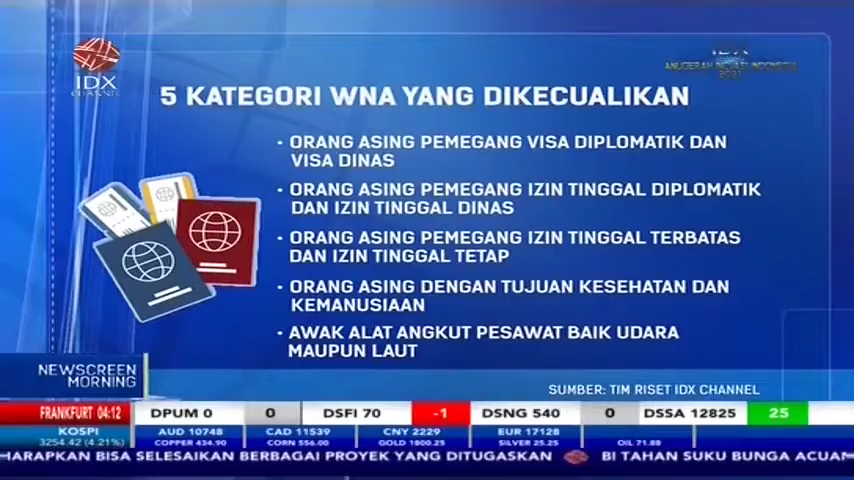 IDX
CHANNEL
IDX
ANUGERAH INOVASI INDONESIA
2021
5 KATEGORI WNA YANG DIKECUALIKAN
• ORANG ASING PEMEGANG VISA DIPLOMATIK DAN
VISA DINAS
• ORANG ASING PEMEGANG IZIN TINGGAL DIPLOMATIK
DAN IZIN TINGGAL DINAS
• ORANG ASING PEMEGANG IZIN TINGGAL TERBATAS
DAN IZIN TINGGAL TETAP
• ORANG ASING DENGAN TUJUAN KESEHATAN DAN
KEMANUSIAAN
• AWAK ALAT ANGKUT PESAWAT BAIK UDARA
MAUPUN LAUT
NEWSCREEN
MORNING
SUMBER: TIM RISET IDX CHANNEL
FRANKFURT 04:12 DPUM 0 0 DSFI 70 -1 DSNG 540 0 DSSA 12825 25
KOSPI AUD 10748 CAD 11539 CNY 2229 EUR 17128
3254.42 (4.21%) COPPER 434.90 CORN 556.00 GOLD 1800.25 SILVER 25.25 OIL 71.88
HARAPKAN BISA SELESAIKAN BERBAGAI PROYEK YANG DITUGASKAN BI TAHAN SUKU BUNGA ACUAN